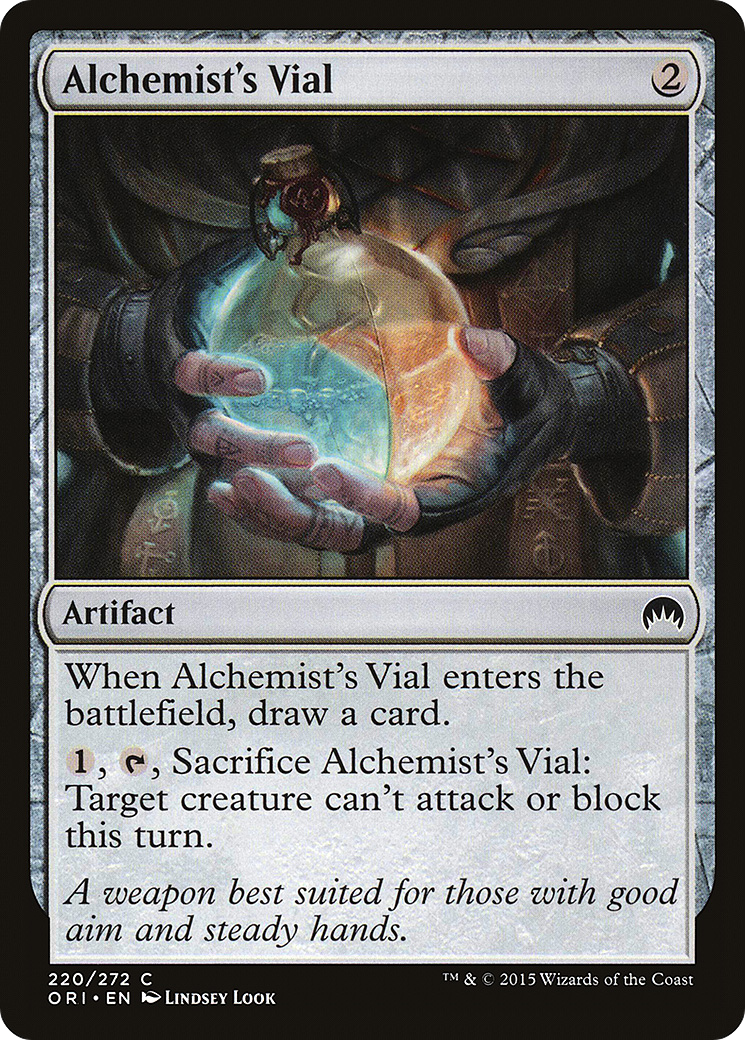 Alchemist's Vial
2
Artifact
When Alchemist's Vial enters the
battlefield, draw a card.
1, , Sacrifice Alchemist's Vial:
Target creature can't attack or block
this turn.
A weapon best suited for those with good
aim and steady hands.
220/272 C
ORI • EN Lindsey Look
™ & © 2015 Wizards of the Coast